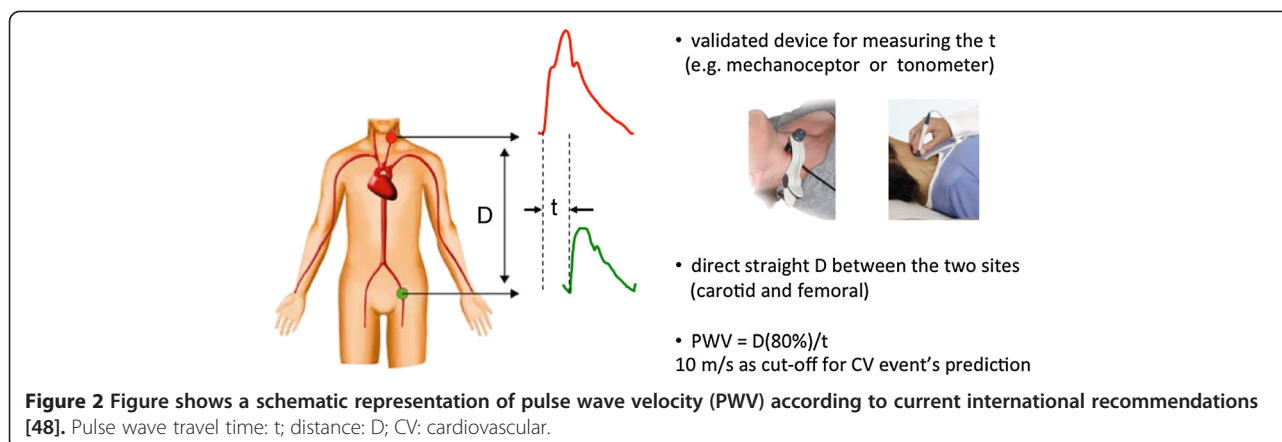 • validated device for measuring the t
(e.g. mechanoceptor or tonometer)
D
t
• direct straight D between the two sites
(carotid and femoral)
• PWV = D(80%)/t
10 m/s as cut-off for CV event's prediction
Figure 2 Figure shows a schematic representation of pulse wave velocity (PWV) according to current international recommendations
[48]. Pulse wave travel time: t; distance: D; CV: cardiovascular.